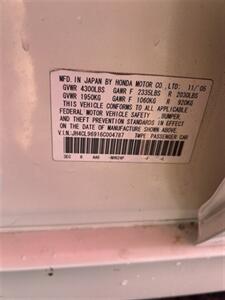 MFD. IN JAPAN BY HONDA MOTOR CO., LTD: 11/ 05
GVWR 4300LBS GAWR F 2335LBS R 2030LBS
GVWR 1950KG GAWR F 1060KG R 920KG
THIS VEHICLE CONFORMS TO ALL APPLICABLE
FEDERAL MOTOR VEHICLE SAFETY, BUMPER,
AND THEFT PREVENTION STANDARDS IN EFFECT
ON THE DATE OF MANUFACTURE SHOWN ABOVE.
V.I.N. JH4CL96916C004787 TYPE: PASSENGER CAR